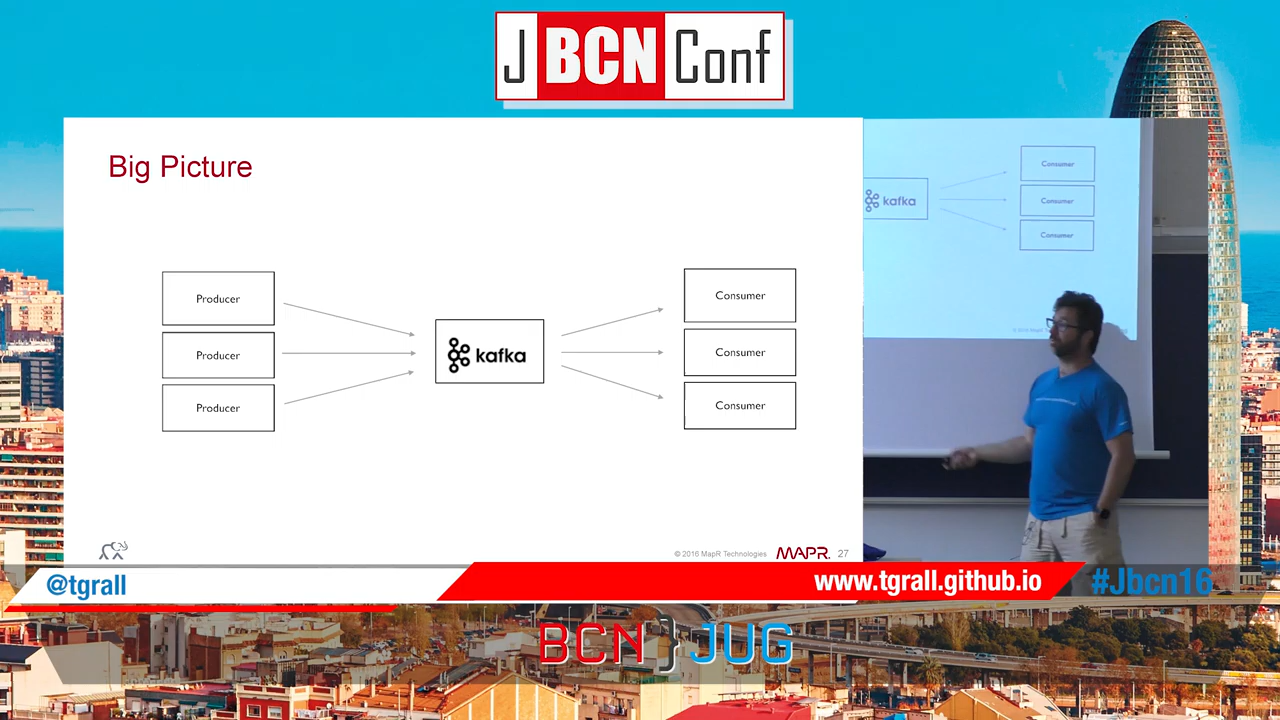 J BCN Conf
Big Picture
Producer
Producer
Producer
kafka
Consumer
Consumer
Consumer
© 2016 MapR Technologies
MAPR.
27
kafka
Consumer
Consumer
Consumer
@tgrall
www.tgrall.github.io
#Jbcn16
BCN JUG